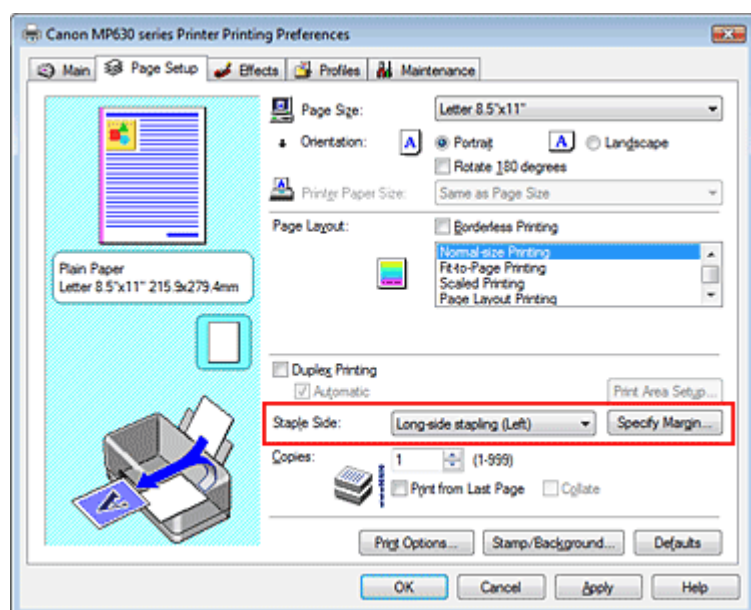 Canon MP630 series Printer Printing Preferences
Main Page Setup Effects Profiles Maintenance
Page Size: Letter 8.5"x11"
Orientation: A Portrait A Landscape
Rotate 180 degrees
Printer Paper Size: Same as Page Size
Page Layout: Borderless Printing
Normal-size Printing
Fit-to-Page Printing
Scaled Printing
Page Layout Printing
Plain Paper
Letter 8.5"x11" 215.9x279.4mm
Duplex Printing
Automatic Print Area Setup...
Staple Side: Long-side stapling (Left) Specify Margin...
Copies: 1 (1-999)
Print from Last Page Collate
Print Options... Stamp/Background... Defaults
OK Cancel Apply Help